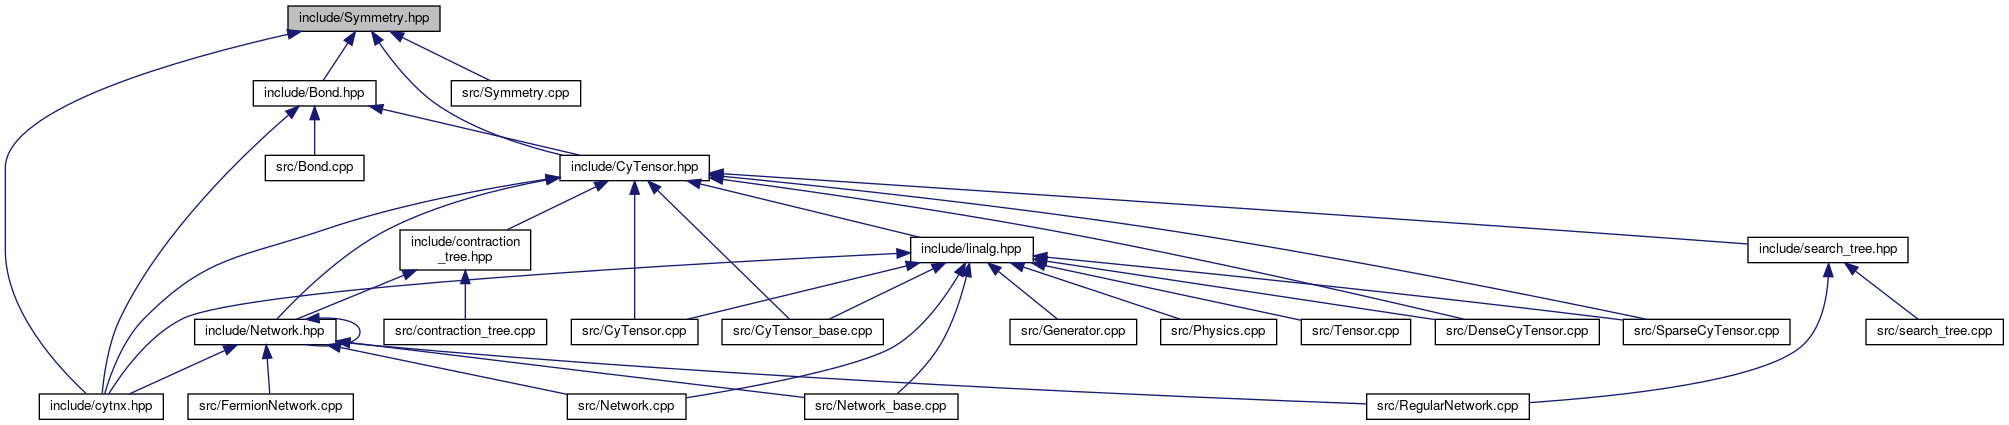 include/Symmetry.hpp
include/Bond.hpp
src/Symmetry.cpp
src/Bond.cpp
include/CyTensor.hpp
include/contraction
_tree.hpp
include/linalg.hpp
include/search_tree.hpp
include/Network.hpp
src/contraction_tree.cpp
src/CyTensor.cpp
src/CyTensor_base.cpp
src/Generator.cpp
src/Physics.cpp
src/Tensor.cpp
src/DenseCyTensor.cpp
src/SparseCyTensor.cpp
src/search_tree.cpp
include/cytnx.hpp
src/FermionNetwork.cpp
src/Network.cpp
src/Network_base.cpp
src/RegularNetwork.cpp